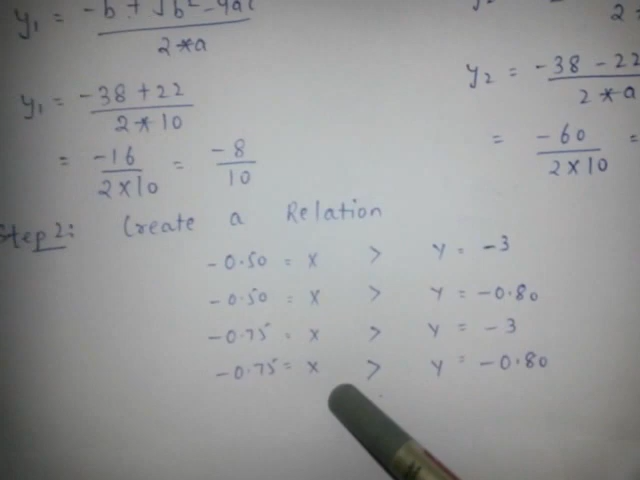 y₁ = -b + √b² - 4ac / 2*a
y₂ =
y₁ = -38 + 22 / 2*10
y₂ = -38 - 22 / 2*a
= -16 / 2×10 = -8 / 10
= -60 / 2×10 =
Step 2: Create a Relation
-0.50 = x > y = -3
-0.50 = x > y = -0.80
-0.75 = x > y = -3
-0.75 = x > y = -0.80